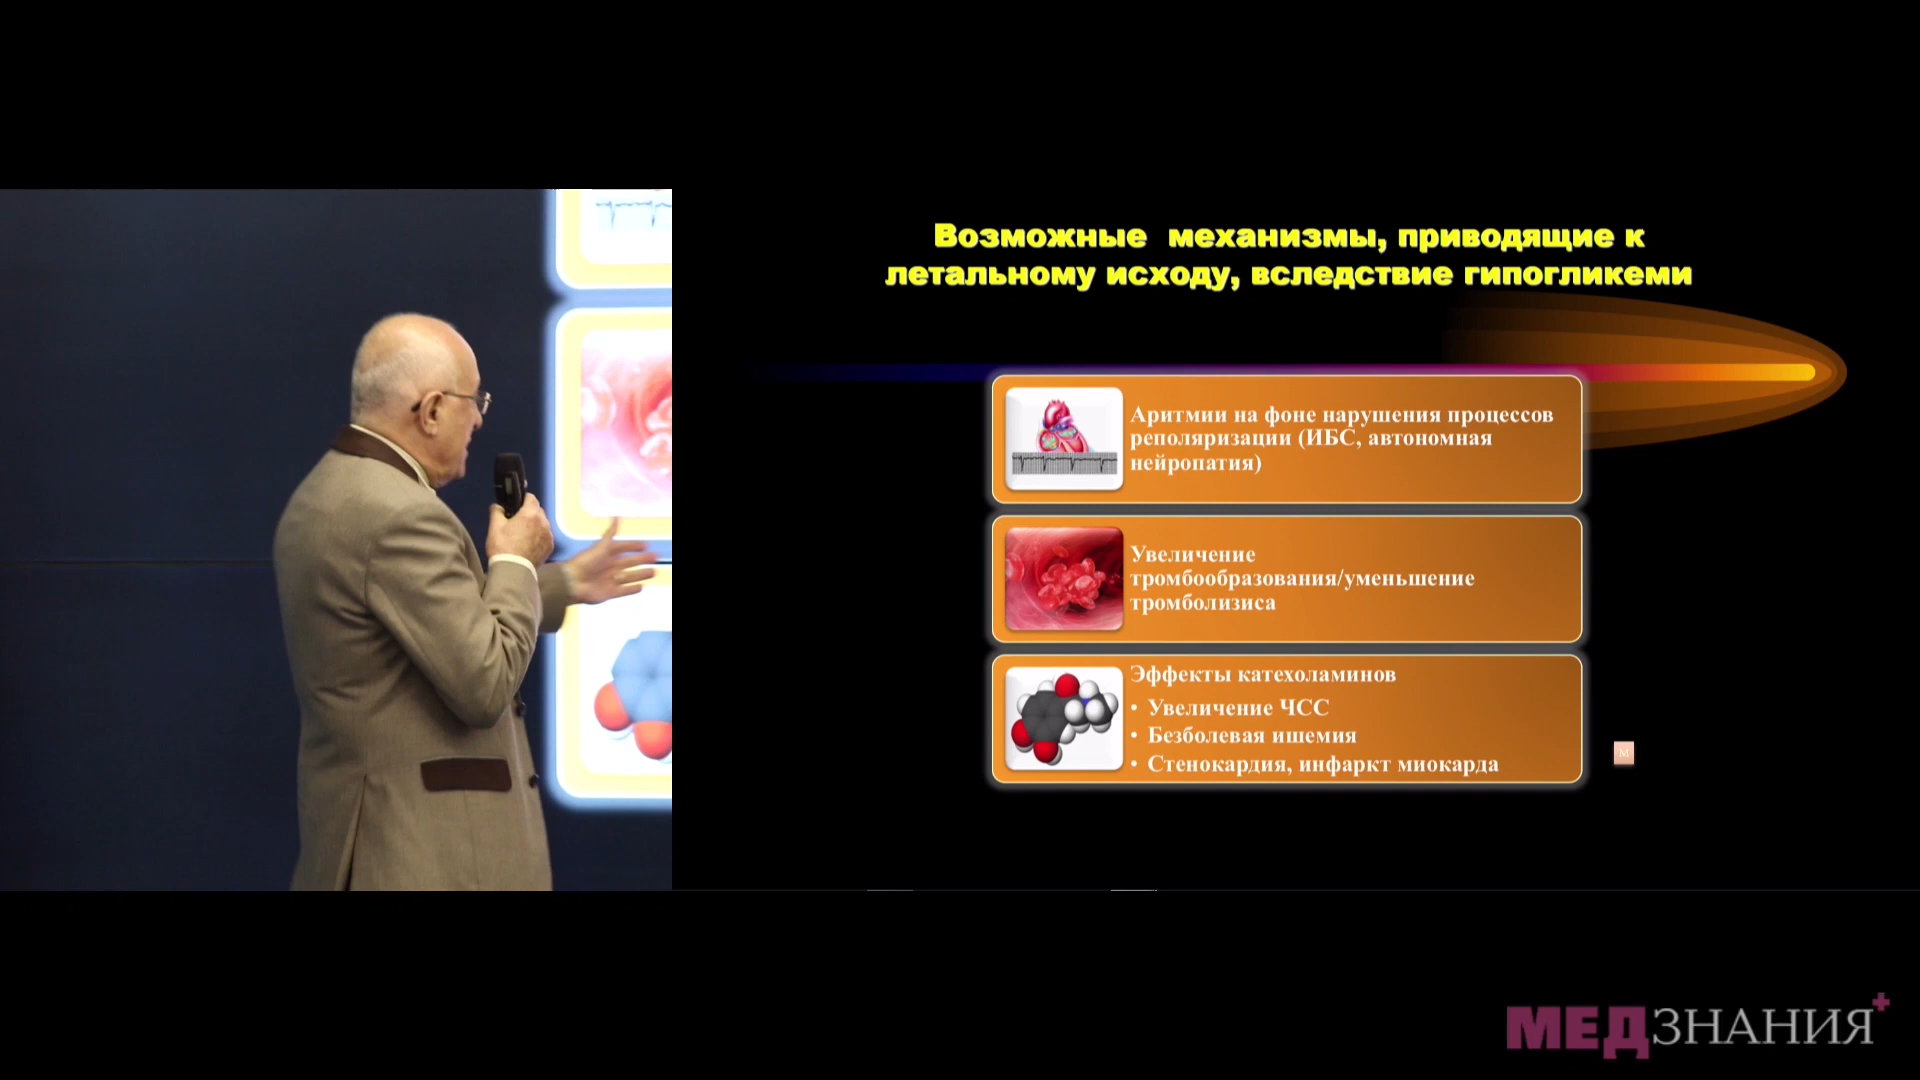 Возможные механизмы, приводящие к
летальному исходу, вследствие гипогликеми
Аритмии на фоне нарушения процессов
реполяризации (ИБС, автономная
нейропатия)
Увеличение
тромбообразования/уменьшение
тромболизиса
Эффекты катехоламинов
• Увеличение ЧСС
• Безболевая ишемия
• Стенокардия, инфаркт миокарда
М
МЕДЗНАНИЯ+